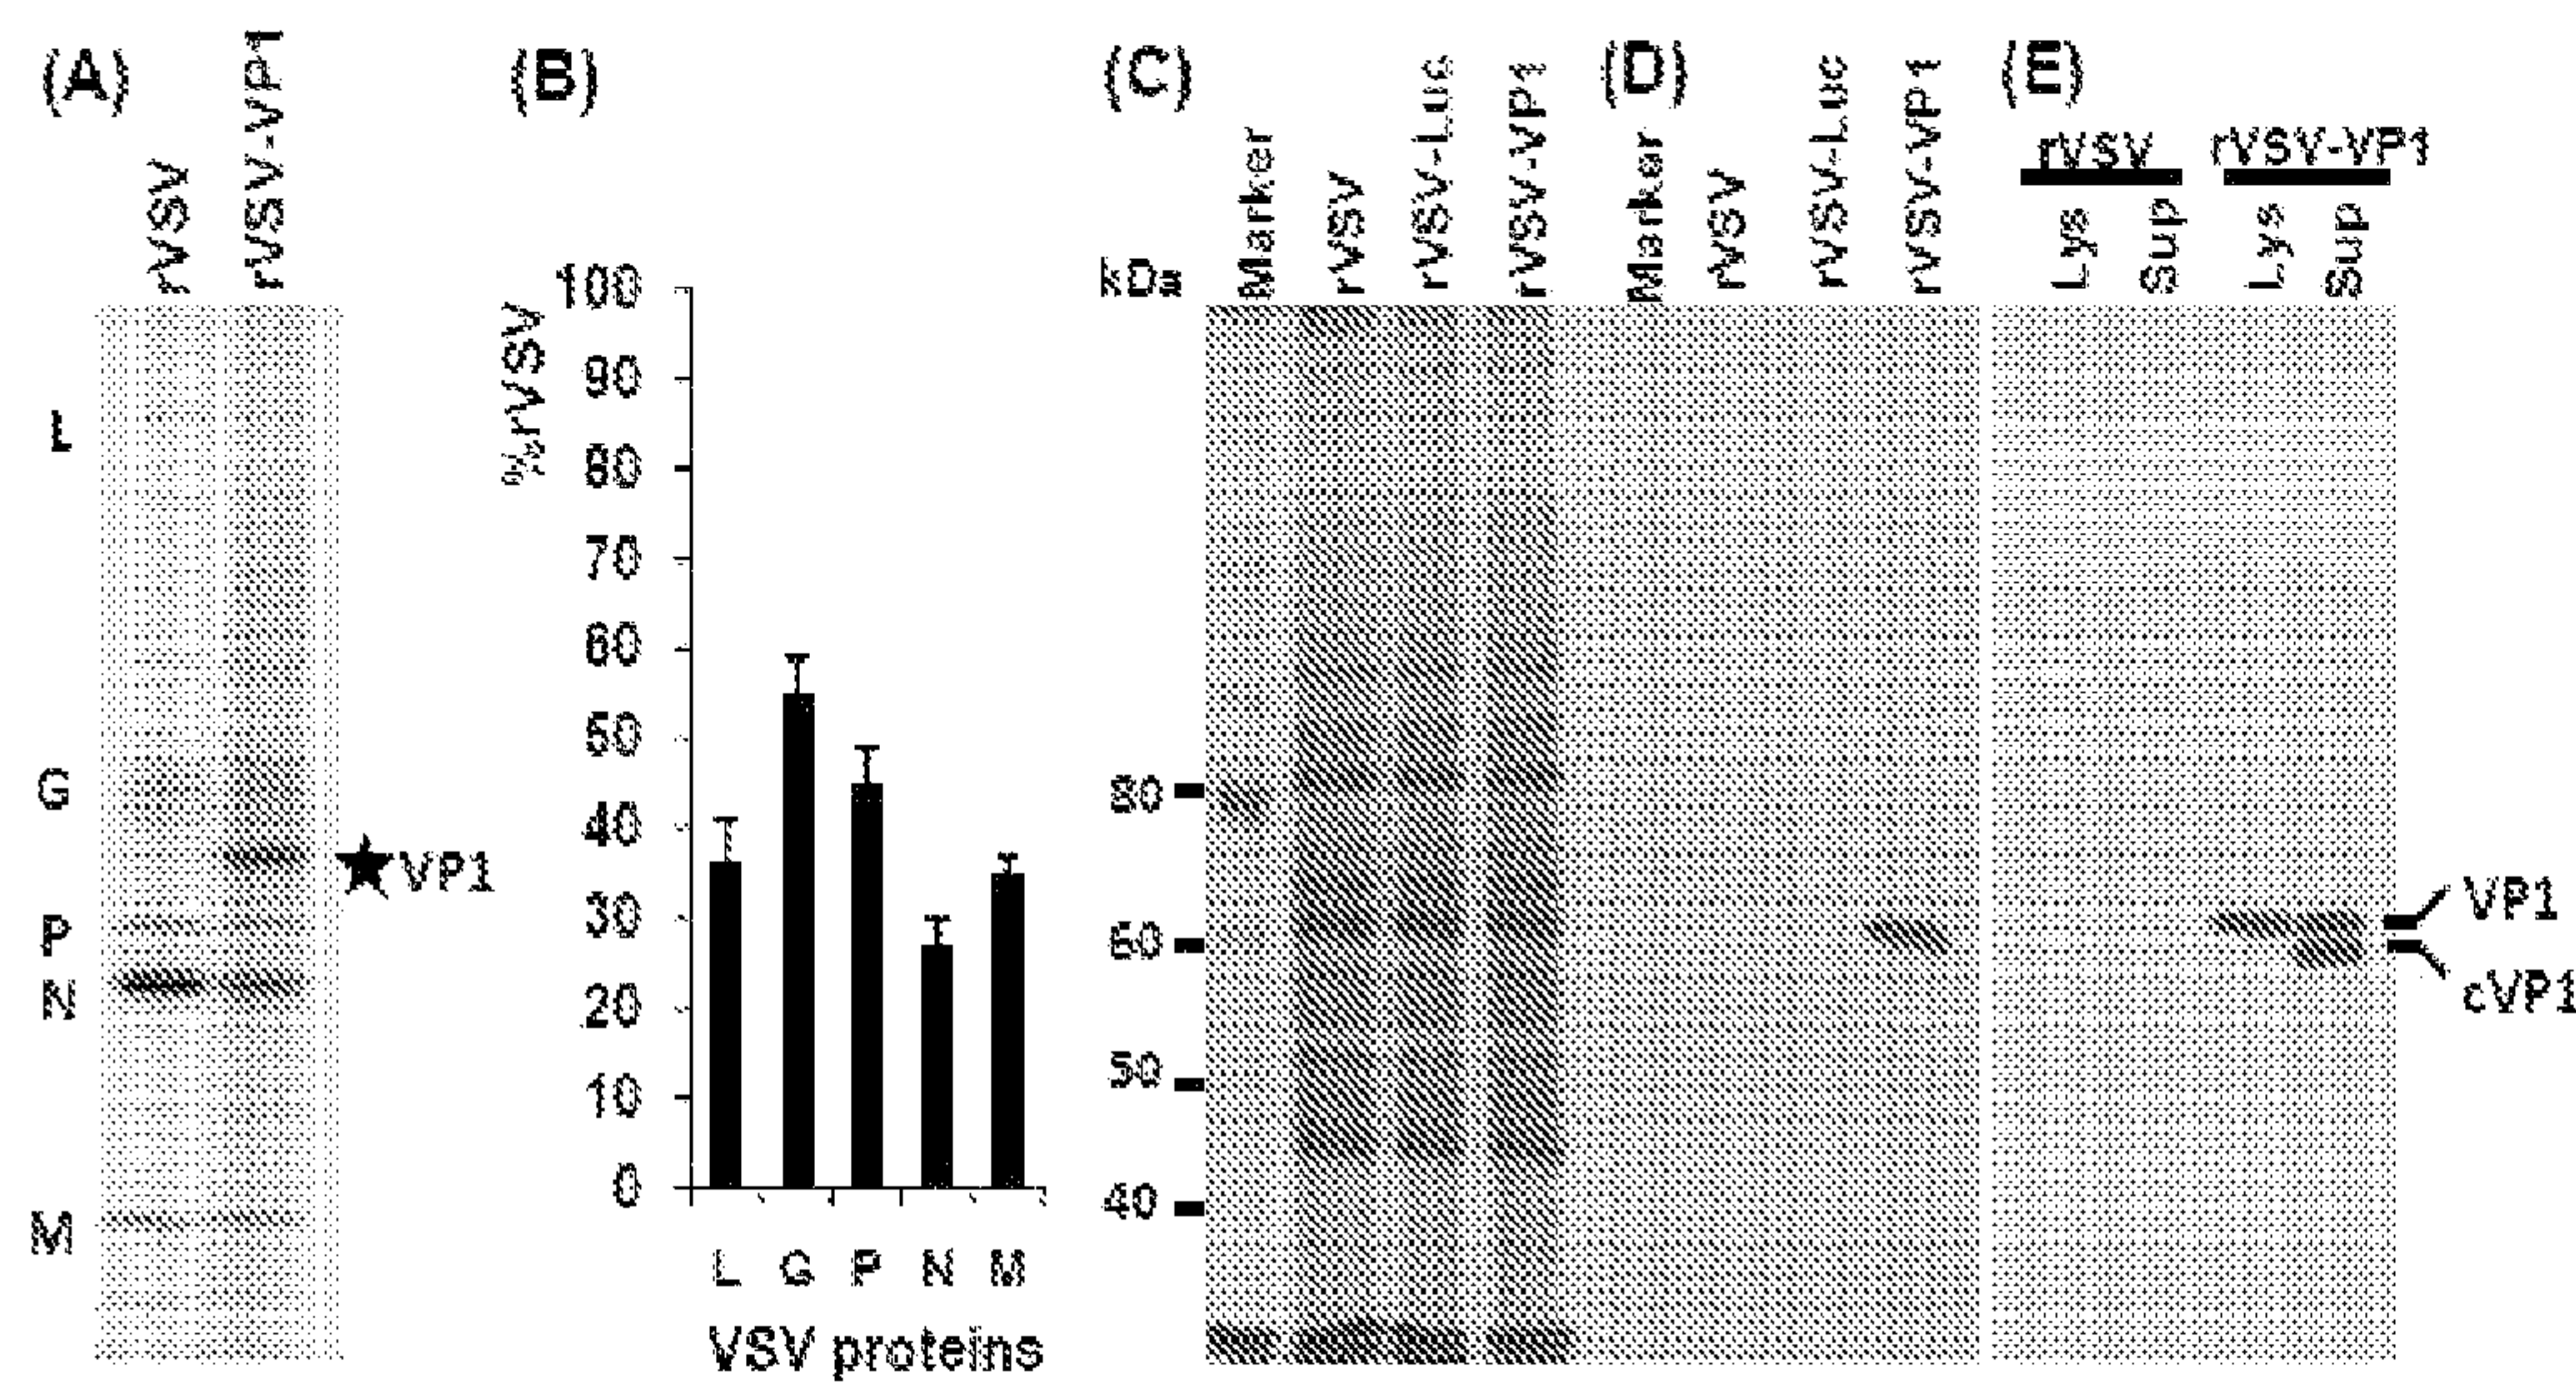 (A)
rVSV
rVSV-VP1
L
G
P
N
M
★VP1
(B)
%rVSV
100
90
80
70
60
50
40
30
20
10
0
L G P N M
VSV proteins
(C)
kDa
Marker
rVSV
rVSV-Luc
rVSV-VP1
80
60
50
40
(D)
Marker
rVSV
rVSV-Luc
rVSV-VP1
(E)
rVSV rVSV-VP1
Lys
Sup
Lys
Sup
VP1
cVP1